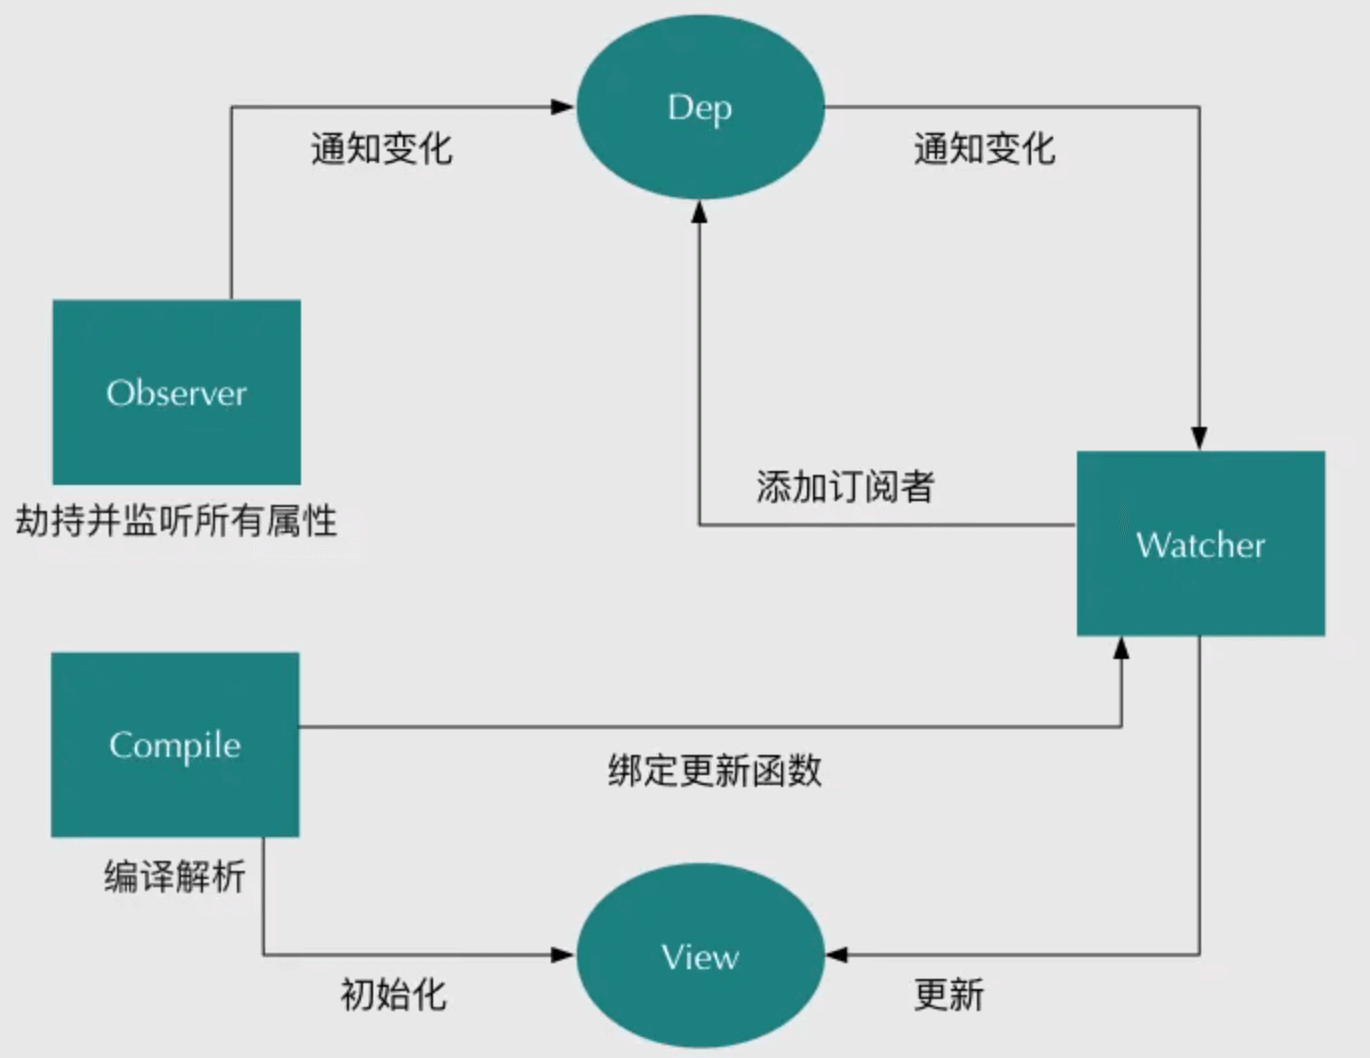 Dep
通知变化
通知变化
Observer
劫持并监听所有属性
添加订阅者
Watcher
Compile
绑定更新函数
编译解析
View
初始化
更新